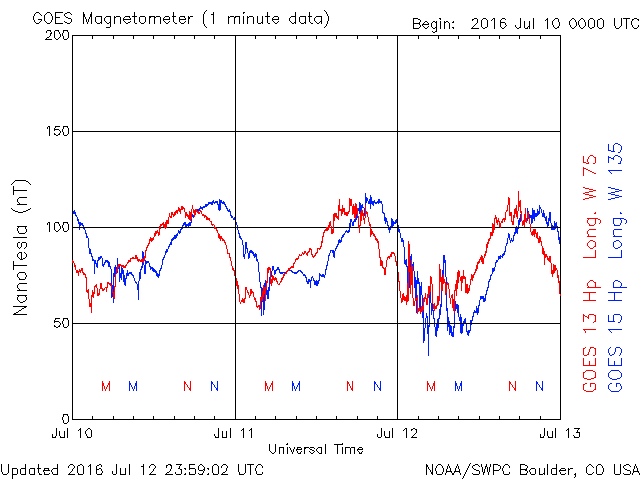 GOES Magnetometer (1 minute data)
Begin: 2016 Jul 10 0000 UTC
200
150
100
50
0
NanoTesla (nT)
M M N N M M N N M M N N
Jul 10 Jul 11 Jul 12 Jul 13
Universal Time
GOES 13 Hp Long. W 75
GOES 15 Hp Long. W 135
Updated 2016 Jul 12 23:59:02 UTC
NOAA/SWPC Boulder, CO USA